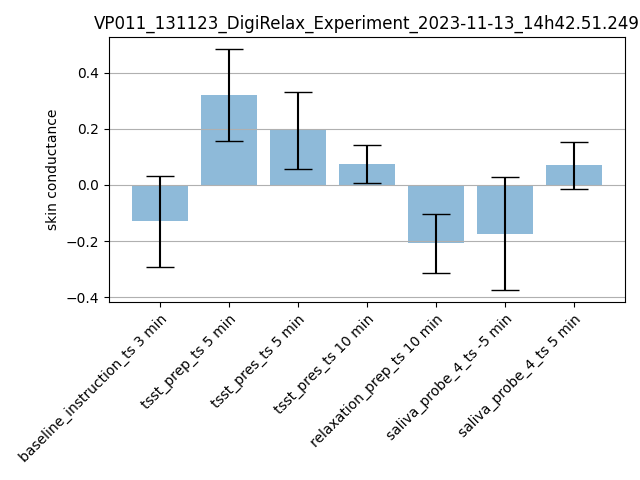 VP011_131123_DigiRelax_Experiment_2023-11-13_14h42.51.249
skin conductance
0.4
0.2
0.0
−0.2
−0.4
baseline_instruction_ts 3 min
tsst_prep_ts 5 min
tsst_pres_ts 5 min
tsst_pres_ts 10 min
relaxation_prep_ts 10 min
saliva_probe_4_ts -5 min
saliva_probe_4_ts 5 min